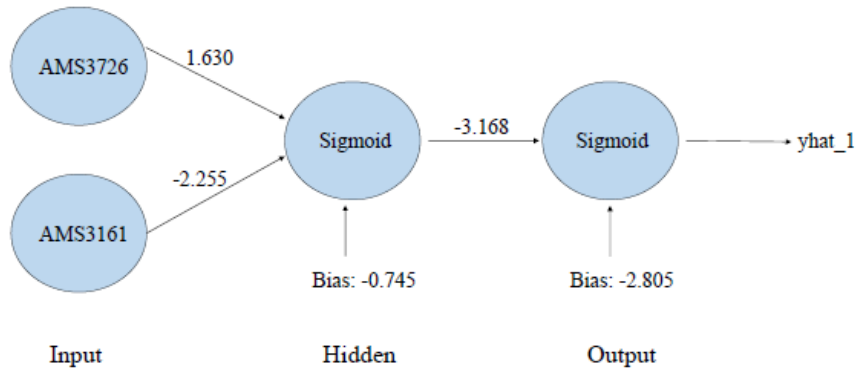 AMS3726
1.630
Sigmoid
-3.168
Sigmoid
yhat_1
-2.255
AMS3161
Bias: -0.745
Bias: -2.805
Input
Hidden
Output